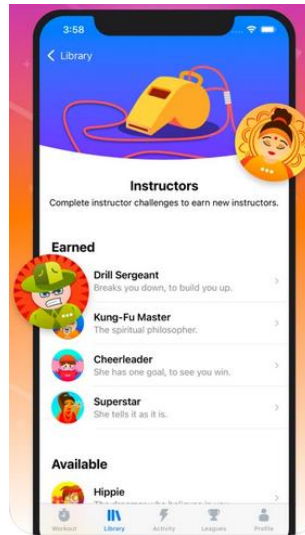 3:58
Library
Instructors
Complete instructor challenges to earn new instructors.
Earned
Drill Sergeant
Breaks you down, to build you up.
Kung-Fu Master
The spiritual philosopher.
Cheerleader
She has one goal, to see you win.
Superstar
She tells it as it is.
Available
Hippie
Workout
Library
Activity
Leagues
Profile